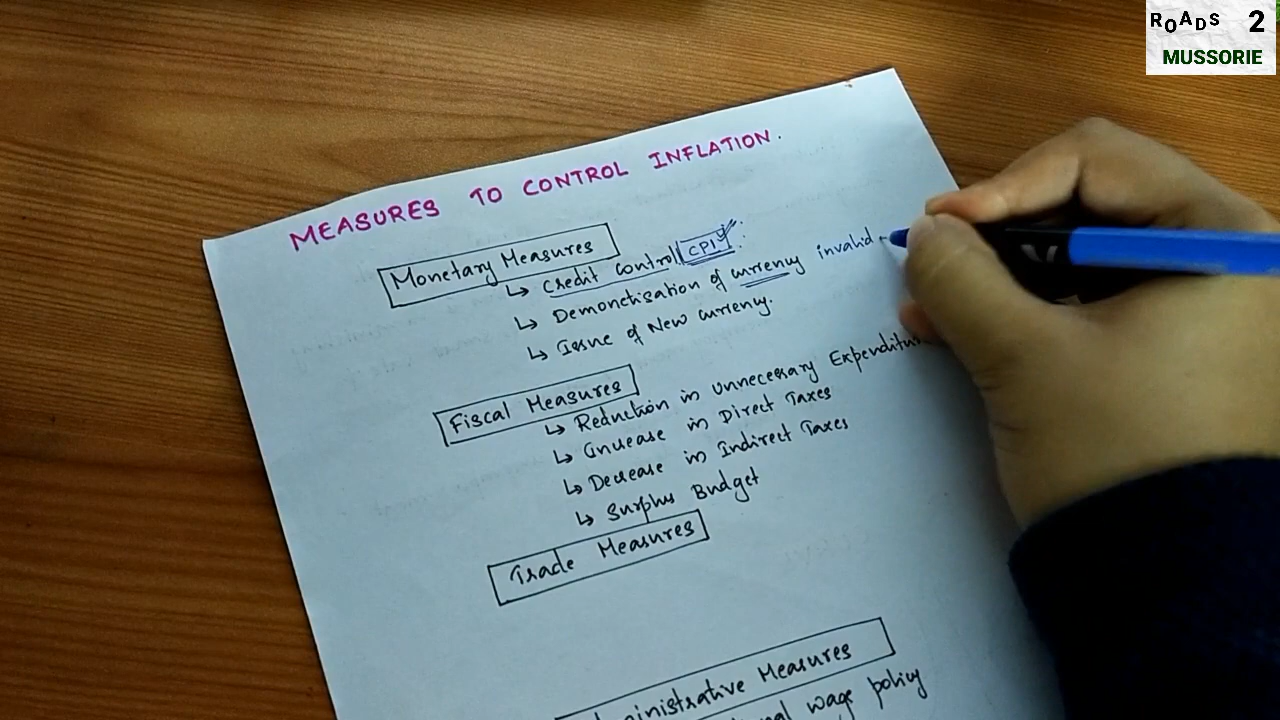 ROADS 2
MUSSORIE
MEASURES TO CONTROL INFLATION.
Monetary Measures
↳ Credit Control CPI
↳ Demonetisation of currency invalid
↳ Issue of New currency.
Fiscal Measures
↳ Reduction in unnecessary
↳ Increase in Direct Taxes
↳ Decrease in Indirect Taxes
↳ Surplus Budget
Trade Measures
Measures
wage policy